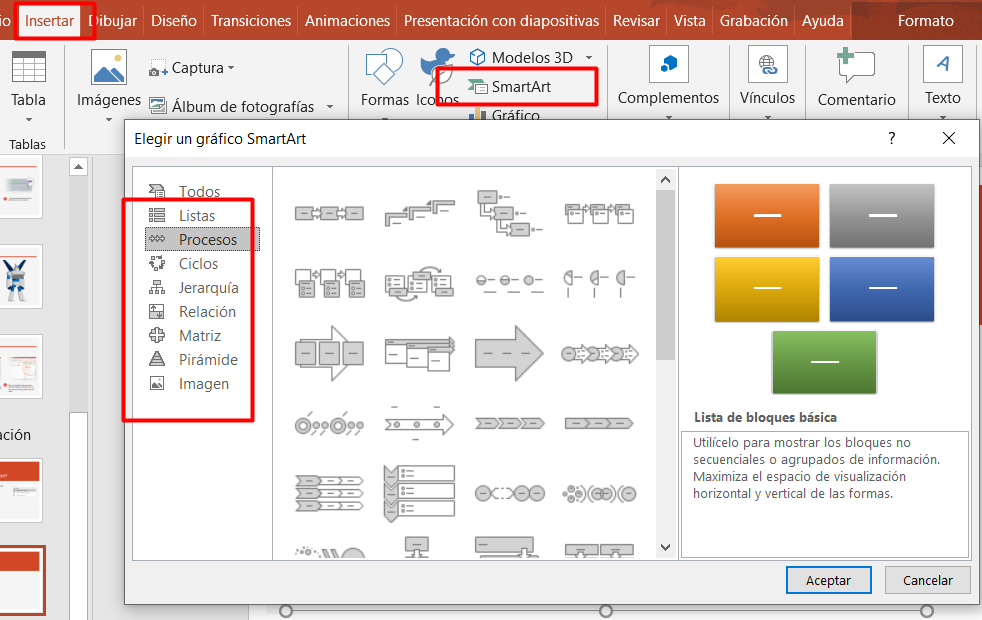 io Insertar Dibujar Diseño Transiciones Animaciones Presentación con diapositivas Revisar Vista Grabación Ayuda Formato
Tabla
Tablas
Imágenes
Captura
Álbum de fotografías
Formas
Iconos
Modelos 3D
SmartArt
Gráfico
Complementos
Vínculos
Comentario
Texto
ación
Elegir un gráfico SmartArt ?
Todos
Listas
Procesos
Ciclos
Jerarquía
Relación
Matriz
Pirámide
Imagen
Lista de bloques básica
Utilícelo para mostrar los bloques no
secuenciales o agrupados de información.
Maximiza el espacio de visualización
horizontal y vertical de las formas.
Aceptar Cancelar